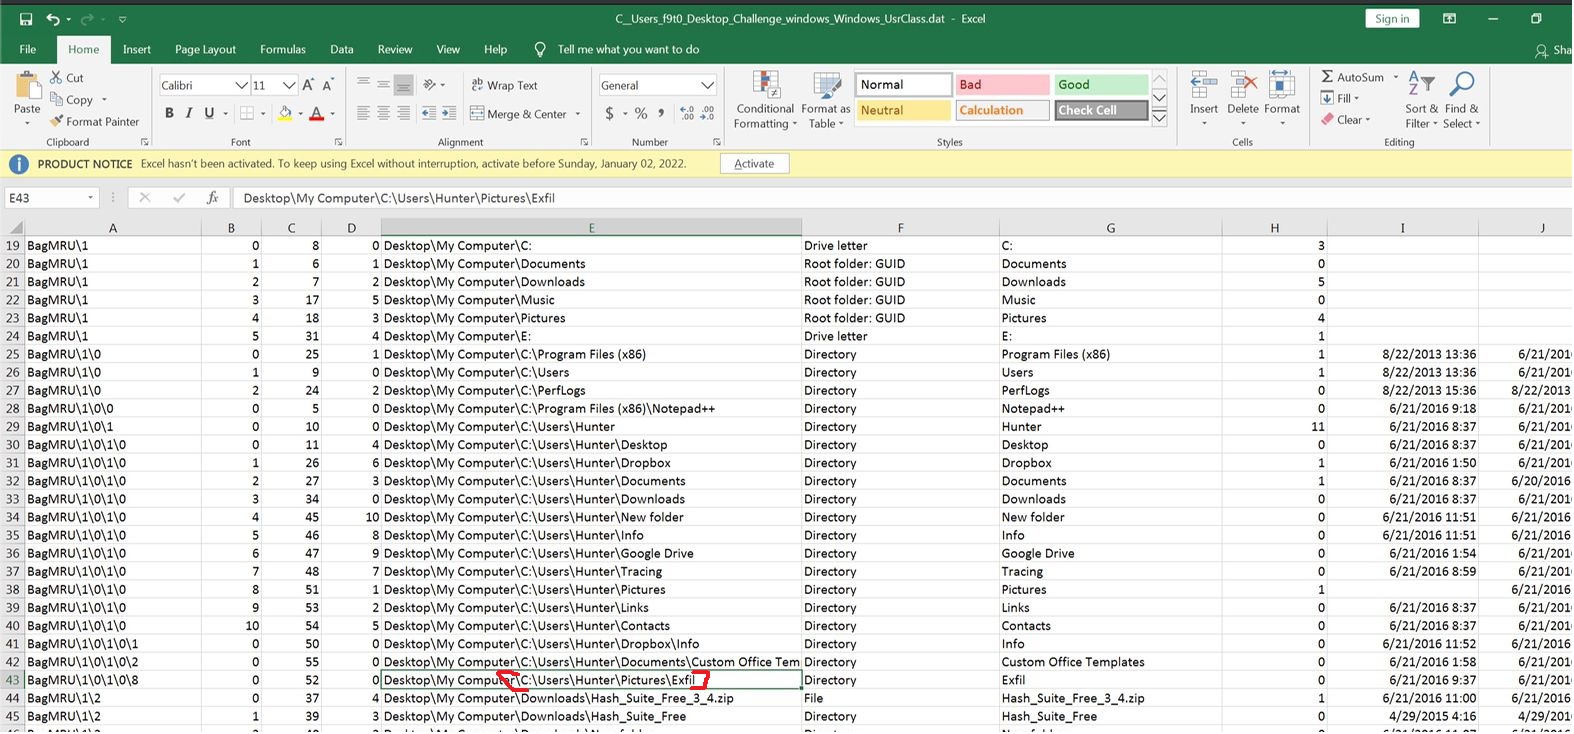 C__Users_f9t0_Desktop_Challenge_windows_Windows_UsrClass.dat - Excel Sign in
File Home Insert Page Layout Formulas Data Review View Help Tell me what you want to do Sha
Paste Cut Copy Format Painter Clipboard
Calibri 11 A A B I U A Font
Wrap Text Merge & Center Alignment
General $ % , Number
Conditional Formatting Format as Table Normal Bad Good Neutral Calculation Check Cell Styles
Insert Delete Format Cells
AutoSum Fill Clear Sort & Filter Find & Select Editing
PRODUCT NOTICE Excel hasn't been activated. To keep using Excel without interruption, activate before Sunday, January 02, 2022. Activate
E43 fx Desktop\My Computer\C:\Users\Hunter\Pictures\Exfil
A B C D E F G H I J
19 BagMRU\1 0 8 0 Desktop\My Computer\C: Drive letter C: 3
20 BagMRU\1 1 6 1 Desktop\My Computer\Documents Root folder: GUID Documents 0
21 BagMRU\1 2 7 2 Desktop\My Computer\Downloads Root folder: GUID Downloads 5
22 BagMRU\1 3 17 5 Desktop\My Computer\Music Root folder: GUID Music 0
23 BagMRU\1 4 18 3 Desktop\My Computer\Pictures Root folder: GUID Pictures 4
24 BagMRU\1 5 31 4 Desktop\My Computer\E: Drive letter E: 1
25 BagMRU\1\0 0 25 1 Desktop\My Computer\C:\Program Files (x86) Directory Program Files (x86) 1 8/22/2013 13:36 6/21/201
26 BagMRU\1\0 1 9 0 Desktop\My Computer\C:\Users Directory Users 1 8/22/2013 13:36 6/21/201
27 BagMRU\1\0 2 24 2 Desktop\My Computer\C:\PerfLogs Directory PerfLogs 0 8/22/2013 15:36 8/22/2013
28 BagMRU\1\0\0 0 5 0 Desktop\My Computer\C:\Program Files (x86)\Notepad++ Directory Notepad++ 0 6/21/2016 9:18 6/21/201
29 BagMRU\1\0\1 0 10 0 Desktop\My Computer\C:\Users\Hunter Directory Hunter 11 6/21/2016 8:37 6/21/201
30 BagMRU\1\0\1\0 0 11 4 Desktop\My Computer\C:\Users\Hunter\Desktop Directory Desktop 0 6/21/2016 8:37 6/21/201
31 BagMRU\1\0\1\0 1 26 6 Desktop\My Computer\C:\Users\Hunter\Dropbox Directory Dropbox 1 6/21/2016 1:50 6/21/201
32 BagMRU\1\0\1\0 2 27 3 Desktop\My Computer\C:\Users\Hunter\Documents Directory Documents 1 6/21/2016 8:37 6/20/201
33 BagMRU\1\0\1\0 3 34 0 Desktop\My Computer\C:\Users\Hunter\Downloads Directory Downloads 0 6/21/2016 8:37 6/21/201
34 BagMRU\1\0\1\0 4 45 10 Desktop\My Computer\C:\Users\Hunter\New folder Directory New folder 0 6/21/2016 11:51 6/21/201
35 BagMRU\1\0\1\0 5 46 8 Desktop\My Computer\C:\Users\Hunter\Info Directory Info 0 6/21/2016 11:51 6/21/201
36 BagMRU\1\0\1\0 6 47 9 Desktop\My Computer\C:\Users\Hunter\Google Drive Directory Google Drive 0 6/21/2016 1:54 6/21/201
37 BagMRU\1\0\1\0 7 48 7 Desktop\My Computer\C:\Users\Hunter\Tracing Directory Tracing 0 6/21/2016 8:59 6/21/201
38 BagMRU\1\0\1\0 8 51 1 Desktop\My Computer\C:\Users\Hunter\Pictures Directory Pictures 1 6/21/201
39 BagMRU\1\0\1\0 9 53 2 Desktop\My Computer\C:\Users\Hunter\Links Directory Links 0 6/21/2016 8:37 6/21/201
40 BagMRU\1\0\1\0 10 54 5 Desktop\My Computer\C:\Users\Hunter\Contacts Directory Contacts 0 6/21/2016 8:37 6/21/201
41 BagMRU\1\0\1\0\1 0 50 0 Desktop\My Computer\C:\Users\Hunter\Dropbox\Info Directory Info 0 6/21/2016 11:52 6/21/201
42 BagMRU\1\0\1\0\2 0 55 0 Desktop\My Computer\C:\Users\Hunter\Documents\Custom Office Tem Directory Custom Office Templates 0 6/21/2016 1:58 6/21/201
43 BagMRU\1\0\1\0\8 0 52 0 Desktop\My Computer\C:\Users\Hunter\Pictures\Exfil Directory Exfil 0 6/21/2016 9:37 6/21/201
44 BagMRU\1\2 0 37 4 Desktop\My Computer\Downloads\Hash_Suite_Free_3_4.zip File Hash_Suite_Free_3_4.zip 1 6/21/2016 11:00 6/21/201
45 BagMRU\1\2 1 39 3 Desktop\My Computer\Downloads\Hash_Suite_Free Directory Hash_Suite_Free 0 4/29/2015 4:16 4/29/201